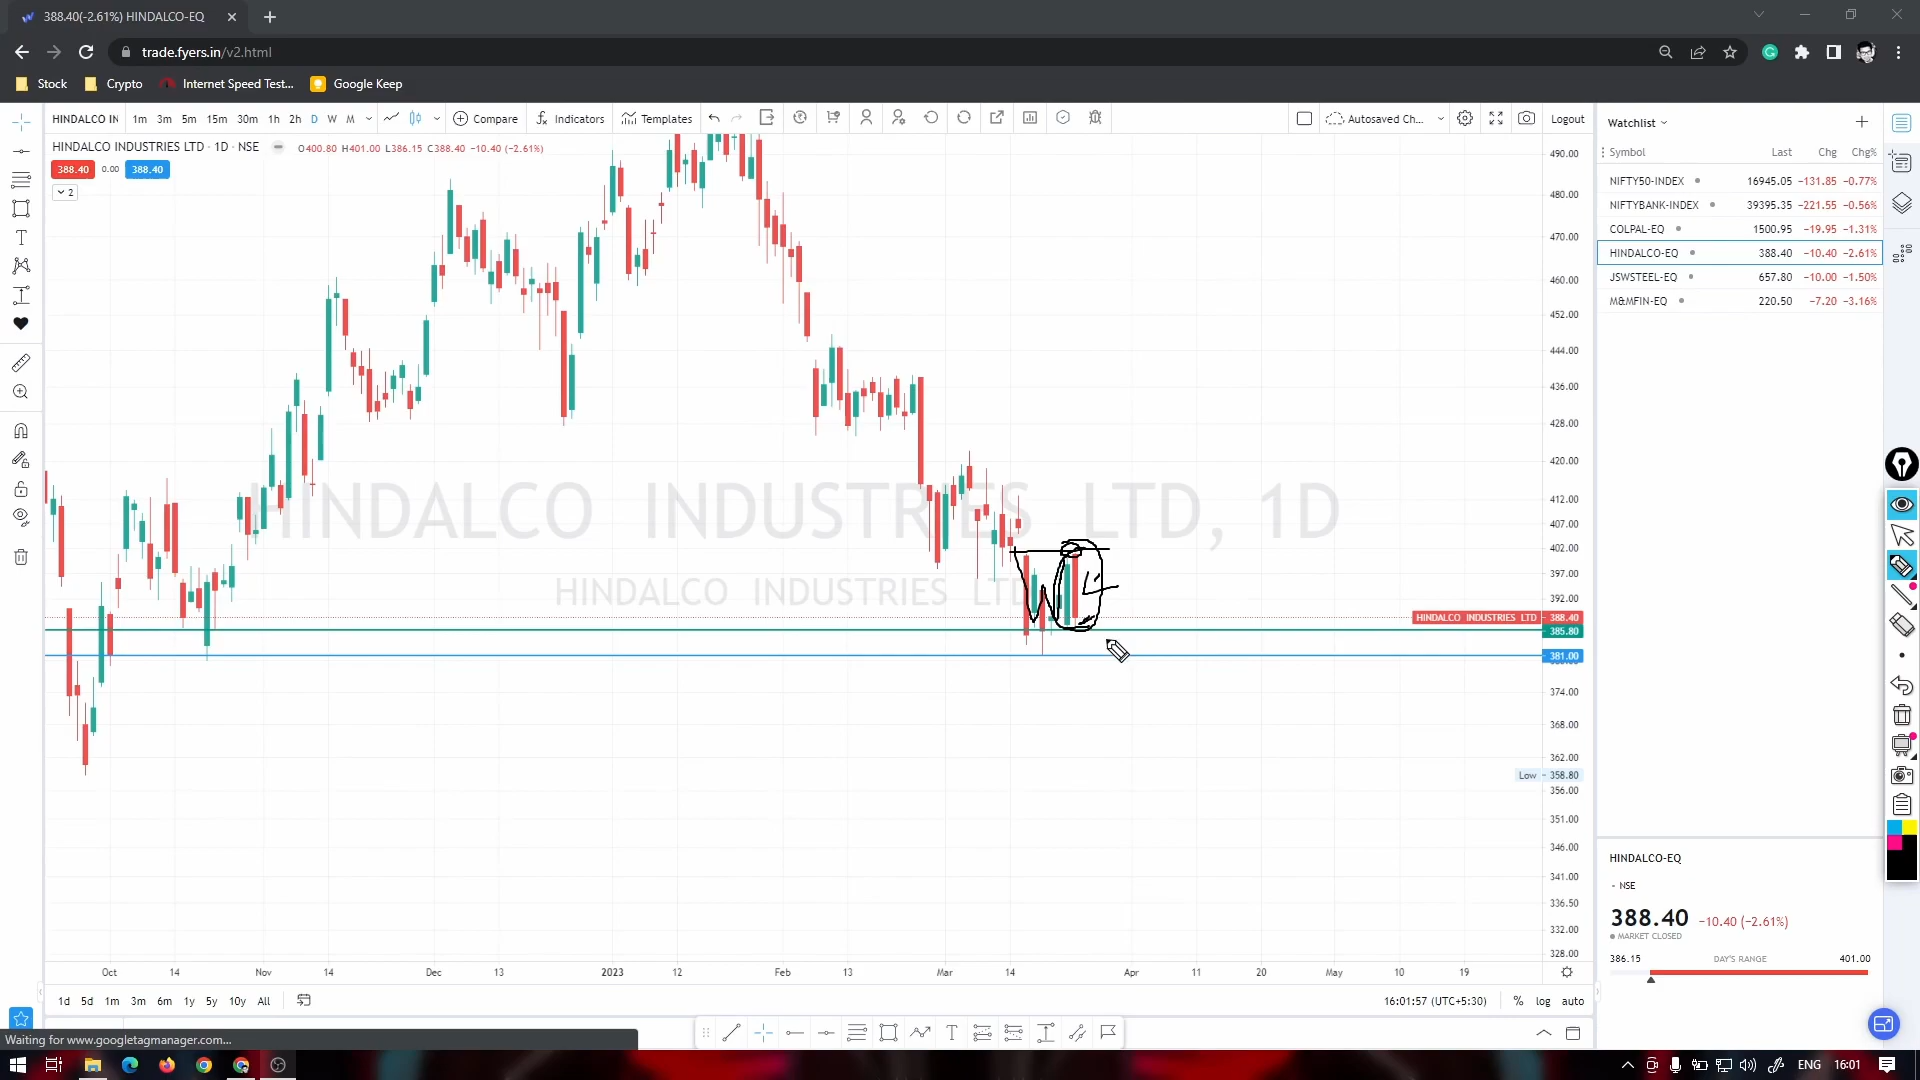 388.40(-2.61%) HINDALCO-EQ
trade.fyers.in/v2.html
Stock Crypto Internet Speed Test... Google Keep
HINDALCO IN 1m 3m 5m 15m 30m 1h 2h D W M Compare Indicators Templates Autosaved Ch... Logout
HINDALCO INDUSTRIES LTD · 1D · NSE O400.80 H401.00 L386.15 C388.40 −10.40 (−2.61%)
388.40 0.00 388.40
2
HINDALCO INDUSTRIES LTD, 1D
HINDALCO INDUSTRIES LTD
490.00
480.00
470.00
460.00
452.00
444.00
436.00
428.00
420.00
412.00
407.00
402.00
397.00
392.00
HINDALCO INDUSTRIES LTD 388.40
385.80
381.00
374.00
368.00
362.00
Low 358.80
356.00
351.00
346.00
341.00
336.50
332.00
328.00
Oct 14 Nov 14 Dec 13 2023 12 Feb 13 Mar 14 Apr 11 20 May 10 19
1d 5d 1m 3m 6m 1y 5y 10y All 16:01:57 (UTC+5:30) % log auto
Watchlist
Symbol Last Chg Chg%
NIFTY50-INDEX 16945.05 −131.85 −0.77%
NIFTYBANK-INDEX 39395.35 −221.55 −0.56%
COLPAL-EQ 1500.95 −19.95 −1.31%
HINDALCO-EQ 388.40 −10.40 −2.61%
JSWSTEEL-EQ 657.80 −10.00 −1.50%
M&MFIN-EQ 220.50 −7.20 −3.16%
HINDALCO-EQ
- NSE
388.40 −10.40 (−2.61%)
MARKET CLOSED
386.15 DAY'S RANGE 401.00
Waiting for www.googletagmanager.com...
ENG 16:01